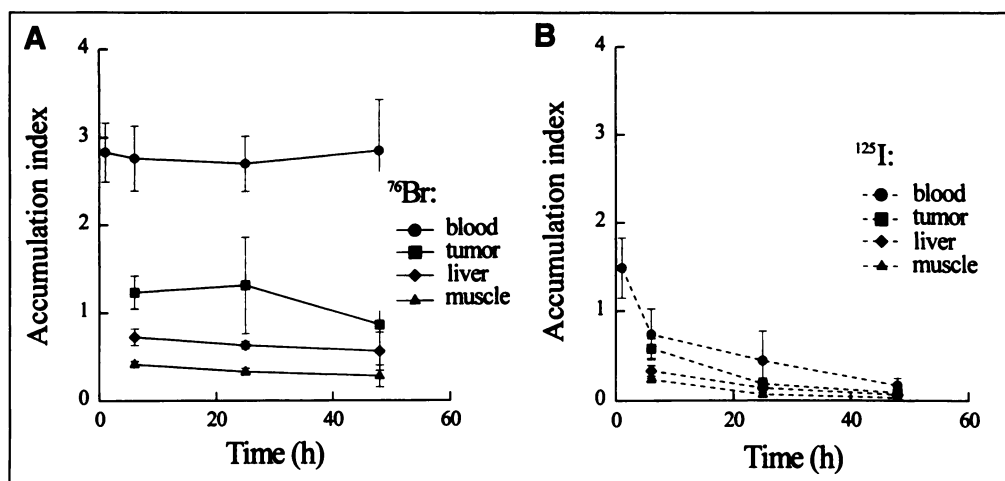 A
Accumulation index
4
3
2
1
0
0
20
40
60
Time (h)
⁷⁶Br:
blood
tumor
liver
muscle
B
Accumulation index
4
3
2
1
0
0
20
40
60
Time (h)
¹²⁵I:
blood
tumor
liver
muscle